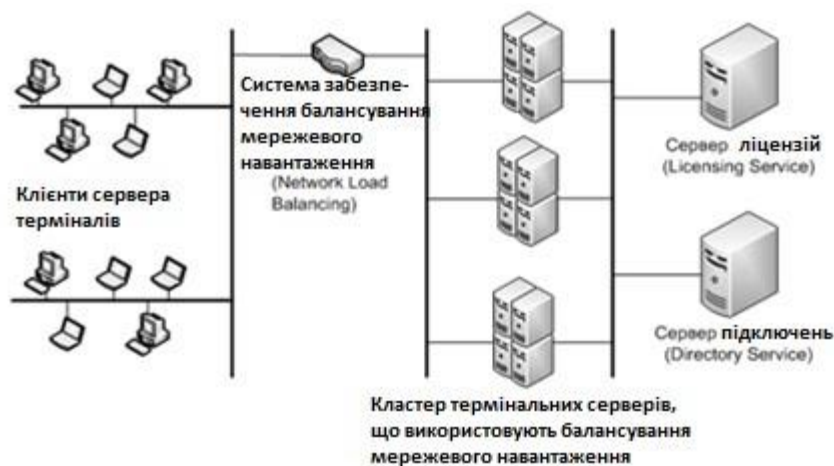 Система забезпе-
чення балансування
мережевого
навантаження
(Network Load
Balancing)
Клієнти сервера
терміналів
Сервер ліцензій
(Licensing Service)
Сервер підключень
(Directory Service)
Кластер термінальних серверів,
що використовують балансування
мережевого навантаження